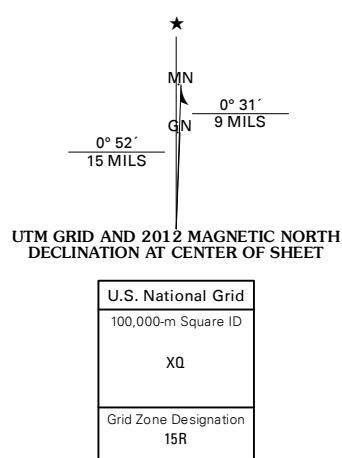 ★
MN
0° 31´
9 MILS
GN
0° 52´
15 MILS
UTM GRID AND 2012 MAGNETIC NORTH
DECLINATION AT CENTER OF SHEET
U.S. National Grid
100,000-m Square ID
XQ
Grid Zone Designation
15R